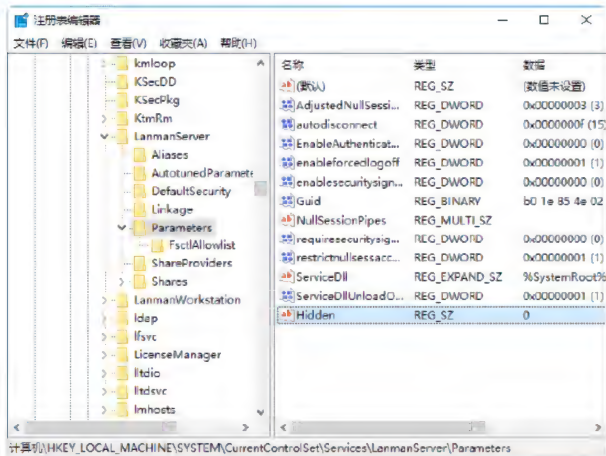 注册表编辑器
文件(F) 编辑(E) 查看(V) 收藏夹(A) 帮助(H)
kmloop
KSecDD
KSecPkg
KtmRm
LanmanServer
Aliases
AutotunedParamete
DefaultSecurity
Linkage
Parameters
FsctlAllowlist
ShareProviders
Shares
LanmanWorkstation
ldap
lfsvc
LicenseManager
lltdio
lltdsvc
lmhosts
名称 类型 数据
(默认) REG_SZ (数值未设置)
AdjustedNullSessi... REG_DWORD 0x00000003 (3)
autodisconnect REG_DWORD 0x0000000f (15)
EnableAuthenticat... REG_DWORD 0x00000000 (0)
enableforcedlogoff REG_DWORD 0x00000001 (1)
enablesecuritysign... REG_DWORD 0x00000000 (0)
Guid REG_BINARY b0 1e 85 4e 02
NullSessionPipes REG_MULTI_SZ
requiresecuritysig... REG_DWORD 0x00000000 (0)
restrictnullsessacc... REG_DWORD 0x00000001 (1)
ServiceDll REG_EXPAND_SZ %SystemRoot%
ServiceDllUnloadO... REG_DWORD 0x00000001 (1)
Hidden REG_SZ 0
计算机\HKEY_LOCAL_MACHINE\SYSTEM\CurrentControlSet\Services\LanmanServer\Parameters